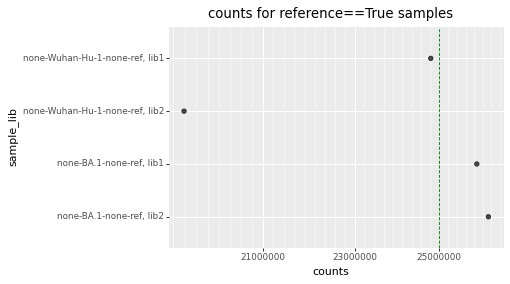 counts for reference==True samples
none-Wuhan-Hu-1-none-ref, lib1
none-Wuhan-Hu-1-none-ref, lib2
none-BA.1-none-ref, lib1
none-BA.1-none-ref, lib2
sample_lib
21000000 23000000 25000000
counts